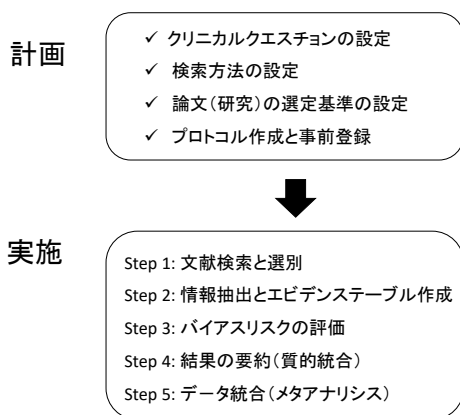 計画
✓ クリニカルクエスチョンの設定
✓ 検索方法の設定
✓ 論文(研究)の選定基準の設定
✓ プロトコル作成と事前登録
実施
Step 1: 文献検索と選別
Step 2: 情報抽出とエビデンステーブル作成
Step 3: バイアスリスクの評価
Step 4: 結果の要約(質的統合)
Step 5: データ統合(メタアナリシス)